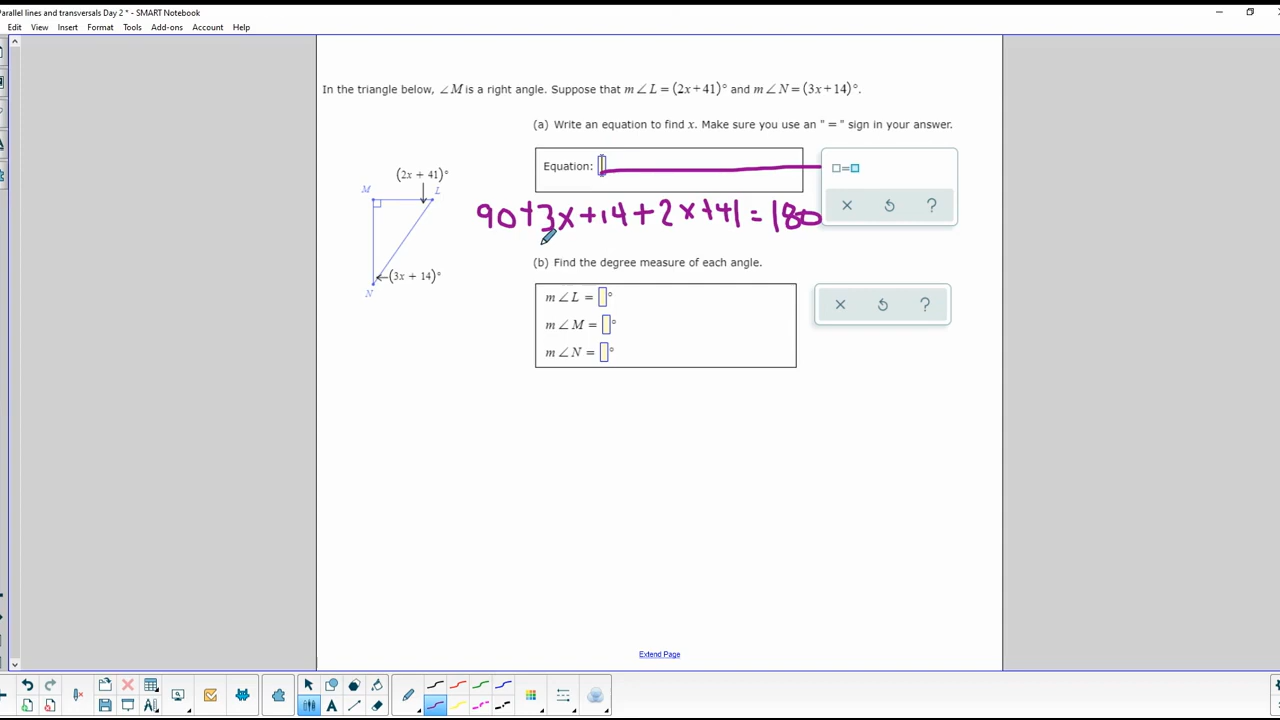 Parallel lines and transversals Day 2 * - SMART Notebook
Edit View Insert Format Tools Add-ons Account Help
In the triangle below, ∠M is a right angle. Suppose that m∠L = (2x+41)° and m∠N = (3x+14)°.
(a) Write an equation to find x. Make sure you use an " = " sign in your answer.
Equation:
□=□
(2x + 41)°
M
L
90+3x+14+2x+41=180
(3x + 14)°
N
(b) Find the degree measure of each angle.
m∠L = °
m∠M = °
m∠N = °
Extend Page